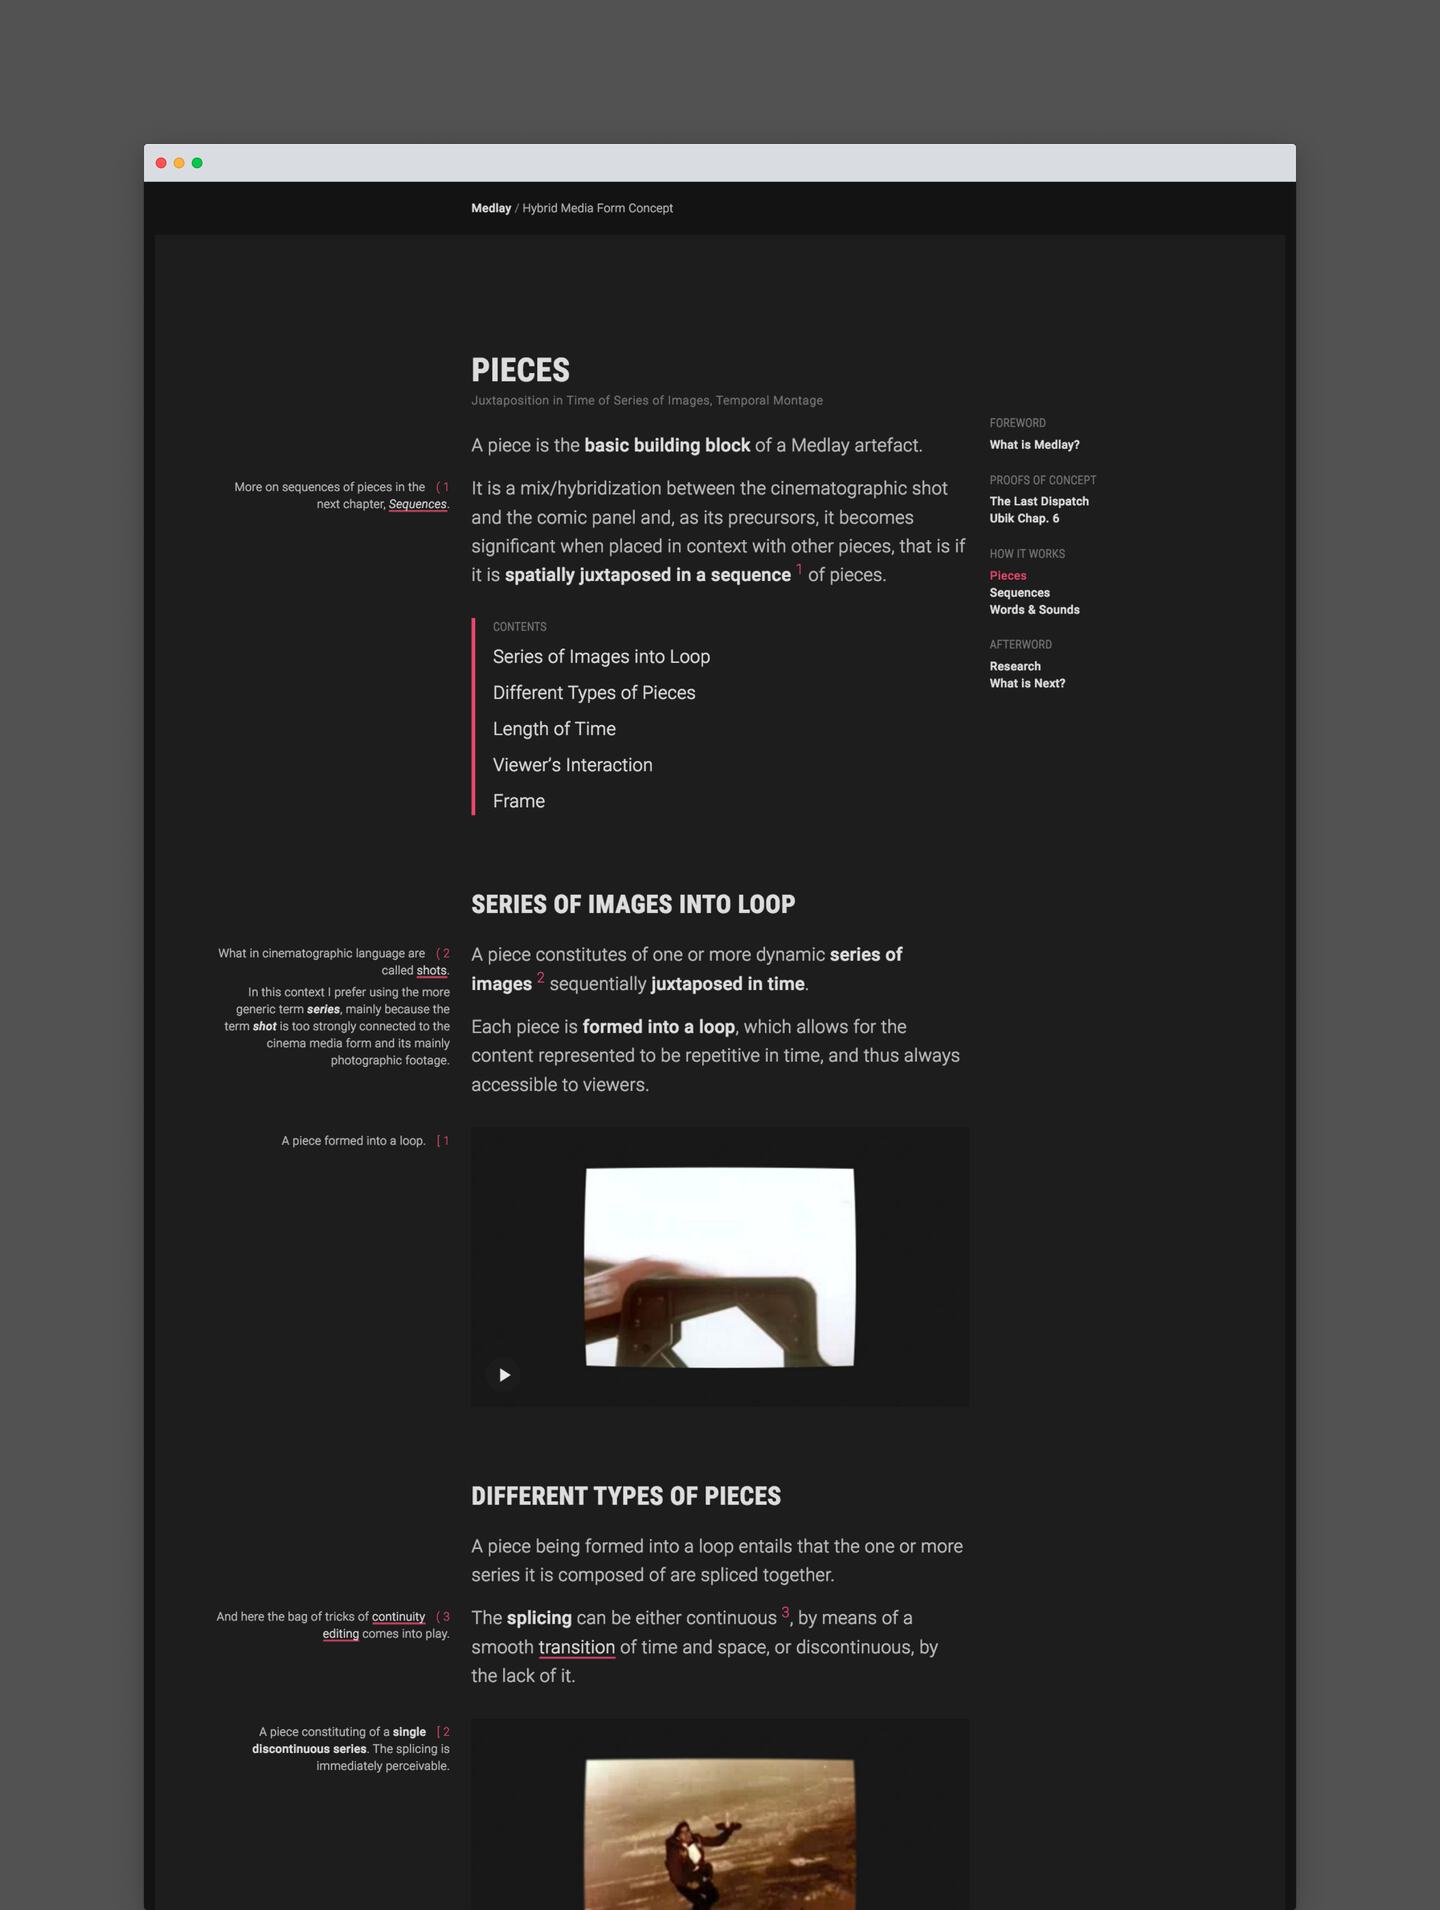 Medlay / Hybrid Media Form Concept
PIECES
Juxtaposition in Time of Series of Images, Temporal Montage
A piece is the basic building block of a Medlay artefact.
More on sequences of pieces in the ( 1
next chapter, Sequences.
It is a mix/hybridization between the cinematographic shot
and the comic panel and, as its precursors, it becomes
significant when placed in context with other pieces, that is if
it is spatially juxtaposed in a sequence 1 of pieces.
FOREWORD
What is Medlay?
PROOFS OF CONCEPT
The Last Dispatch
Ubik Chap. 6
HOW IT WORKS
Pieces
Sequences
Words & Sounds
AFTERWORD
Research
What is Next?
CONTENTS
Series of Images into Loop
Different Types of Pieces
Length of Time
Viewer’s Interaction
Frame
SERIES OF IMAGES INTO LOOP
What in cinematographic language are ( 2
called shots.
In this context I prefer using the more
generic term series, mainly because the
term shot is too strongly connected to the
cinema media form and its mainly
photographic footage.
A piece constitutes of one or more dynamic series of
images 2 sequentially juxtaposed in time.
Each piece is formed into a loop, which allows for the
content represented to be repetitive in time, and thus always
accessible to viewers.
A piece formed into a loop. [ 1
DIFFERENT TYPES OF PIECES
A piece being formed into a loop entails that the one or more
series it is composed of are spliced together.
And here the bag of tricks of continuity ( 3
editing comes into play.
The splicing can be either continuous 3, by means of a
smooth transition of time and space, or discontinuous, by
the lack of it.
A piece constituting of a single [ 2
discontinuous series. The splicing is
immediately perceivable.